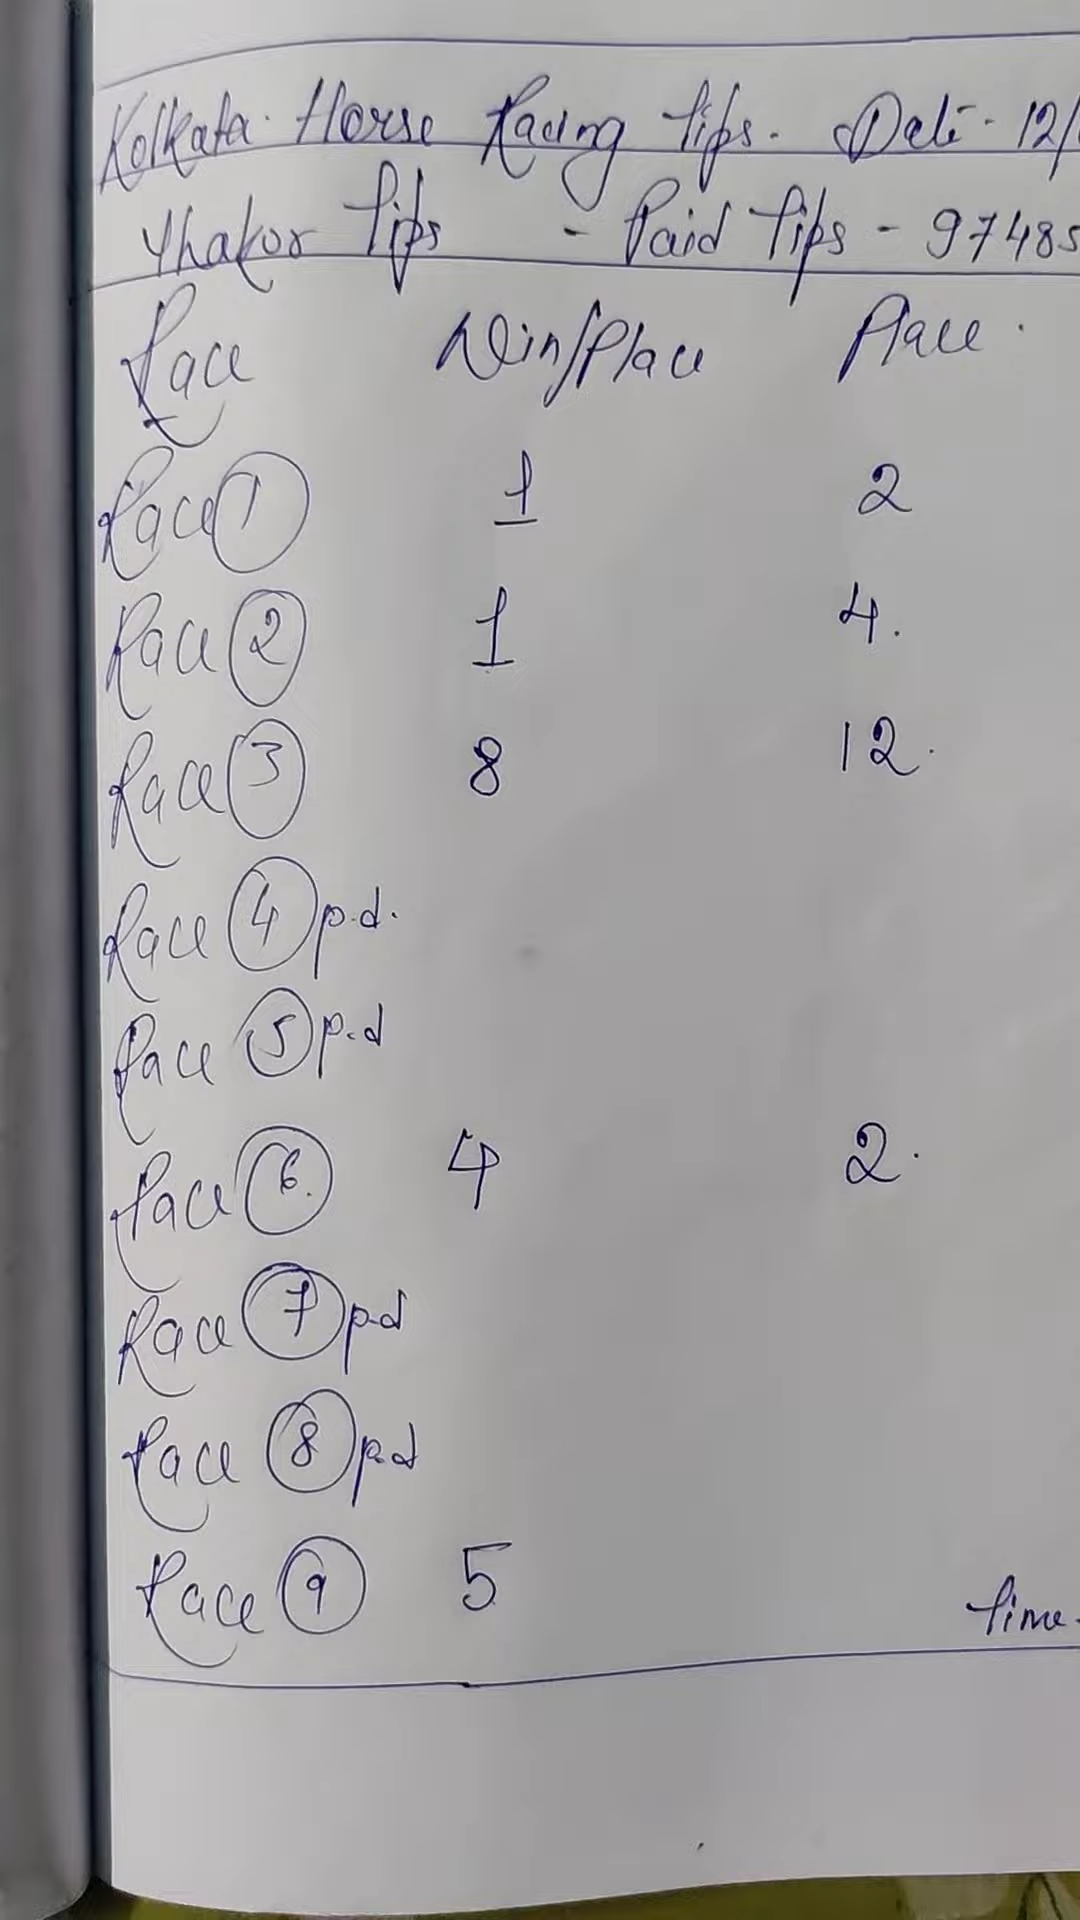 Kolkata Horse Racing Tips. Date - 12/
Thakor Tips - Paid Tips - 97485
Race Win/Place Place
Race 1 1 2
Race 2 1 4.
Race 3 8 12.
Race 4 p.d.
Race 5 p.d
Race 6. 4 2.
Race 7 p.d
Race 8 p.d
Race 9 5
Time.